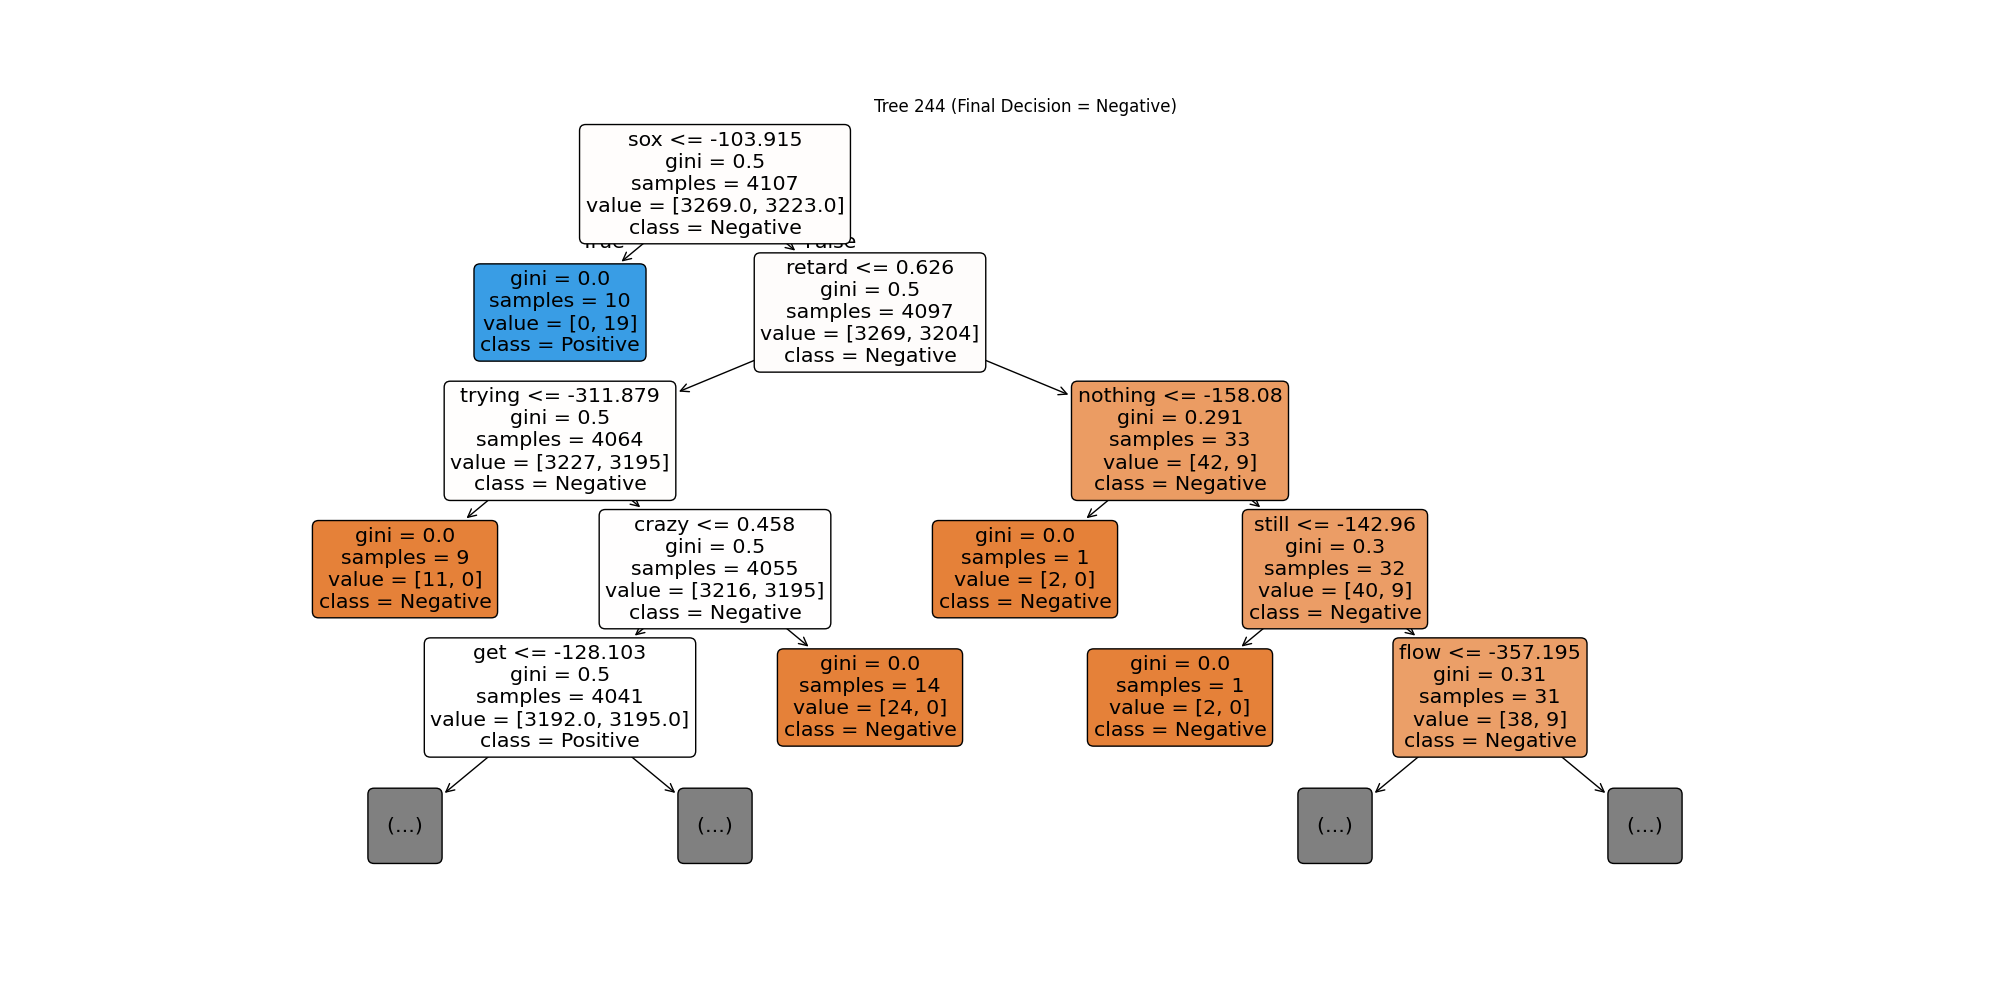 Tree 244 (Final Decision = Negative)
sox <= -103.915
gini = 0.5
samples = 4107
value = [3269.0, 3223.0]
class = Negative
gini = 0.0
samples = 10
value = [0, 19]
class = Positive
retard <= 0.626
gini = 0.5
samples = 4097
value = [3269, 3204]
class = Negative
trying <= -311.879
gini = 0.5
samples = 4064
value = [3227, 3195]
class = Negative
nothing <= -158.08
gini = 0.291
samples = 33
value = [42, 9]
class = Negative
gini = 0.0
samples = 9
value = [11, 0]
class = Negative
crazy <= 0.458
gini = 0.5
samples = 4055
value = [3216, 3195]
class = Negative
gini = 0.0
samples = 1
value = [2, 0]
class = Negative
still <= -142.96
gini = 0.3
samples = 32
value = [40, 9]
class = Negative
get <= -128.103
gini = 0.5
samples = 4041
value = [3192.0, 3195.0]
class = Positive
gini = 0.0
samples = 14
value = [24, 0]
class = Negative
gini = 0.0
samples = 1
value = [2, 0]
class = Negative
flow <= -357.195
gini = 0.31
samples = 31
value = [38, 9]
class = Negative
(...)
(...)
(...)
(...)